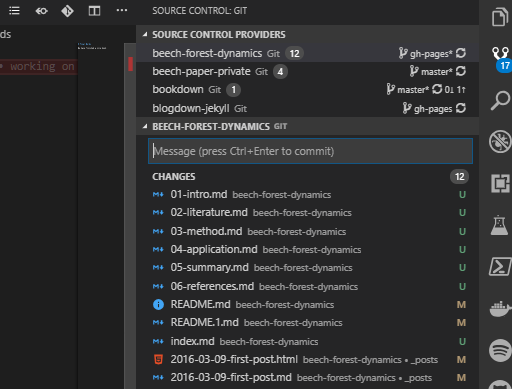 SOURCE CONTROL: GIT
ds
SOURCE CONTROL PROVIDERS
working on
beech-forest-dynamics Git 12 gh-pages*
beech-paper-private Git 4 master*
bookdown Git 1 master* 0↓ 1↑
blogdown-jekyll Git gh-pages
17
BEECH-FOREST-DYNAMICS GIT
Message (press Ctrl+Enter to commit)
CHANGES 12
01-intro.md beech-forest-dynamics U
02-literature.md beech-forest-dynamics U
03-method.md beech-forest-dynamics U
04-application.md beech-forest-dynamics U
05-summary.md beech-forest-dynamics U
06-references.md beech-forest-dynamics U
README.md beech-forest-dynamics M
README.1.md beech-forest-dynamics M
index.md beech-forest-dynamics U
2016-03-09-first-post.html beech-forest-dynamics • _posts M
2016-03-09-first-post.md beech-forest-dynamics • _posts M